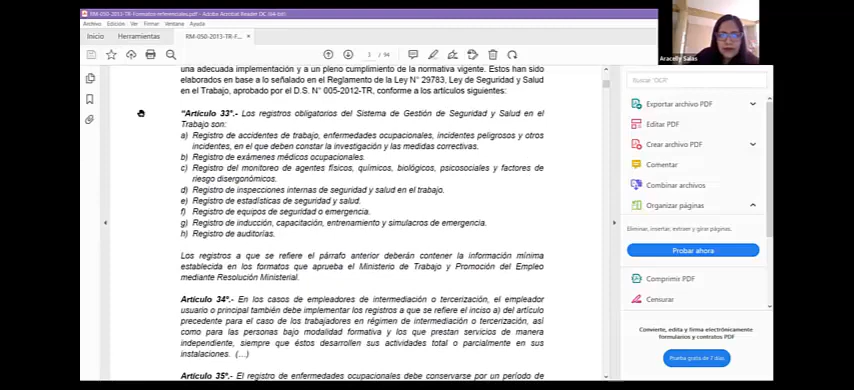 RM-050-2013-TR-Formatos referenciales.pdf - Adobe Acrobat Reader DC (64-bit)
Archivo Edición Ver Firmar Ventana Ayuda
Inicio Herramientas RM-050-2013-TR-F... ×
3 / 94
Aracelly Salas
una adecuada implementación y a un pleno cumplimiento de la normativa vigente. Estos han sido
elaborados en base a lo señalado en el Reglamento de la Ley N° 29783, Ley de Seguridad y Salud
en el Trabajo, aprobado por el D.S. N° 005-2012-TR, conforme a los artículos siguientes:
"Artículo 33°.- Los registros obligatorios del Sistema de Gestión de Seguridad y Salud en el
Trabajo son:
a) Registro de accidentes de trabajo, enfermedades ocupacionales, incidentes peligrosos y otros
incidentes, en el que deben constar la investigación y las medidas correctivas.
b) Registro de exámenes médicos ocupacionales.
c) Registro del monitoreo de agentes físicos, químicos, biológicos, psicosociales y factores de
riesgo disergonómicos.
d) Registro de inspecciones internas de seguridad y salud en el trabajo.
e) Registro de estadísticas de seguridad y salud.
f) Registro de equipos de seguridad o emergencia.
g) Registro de inducción, capacitación, entrenamiento y simulacros de emergencia.
h) Registro de auditorías.
Los registros a que se refiere el párrafo anterior deberán contener la información mínima
establecida en los formatos que aprueba el Ministerio de Trabajo y Promoción del Empleo
mediante Resolución Ministerial.
Artículo 34°.- En los casos de empleadores de intermediación o tercerización, el empleador
usuario o principal también debe implementar los registros a que se refiere el inciso a) del artículo
precedente para el caso de los trabajadores en régimen de intermediación o tercerización, así
como para las personas bajo modalidad formativa y los que prestan servicios de manera
independiente, siempre que éstos desarrollen sus actividades total o parcialmente en sus
instalaciones. (...)
Artículo 35°.- El registro de enfermedades ocupacionales debe conservarse por un período de
Buscar "OCR"
Exportar archivo PDF
Editar PDF
Crear archivo PDF
Comentar
Combinar archivos
Organizar páginas
Eliminar, insertar, extraer y girar páginas.
Probar ahora
Comprimir PDF
Censurar
Convierte, edita y firma electrónicamente
formularios y contratos PDF
Prueba gratis de 7 días